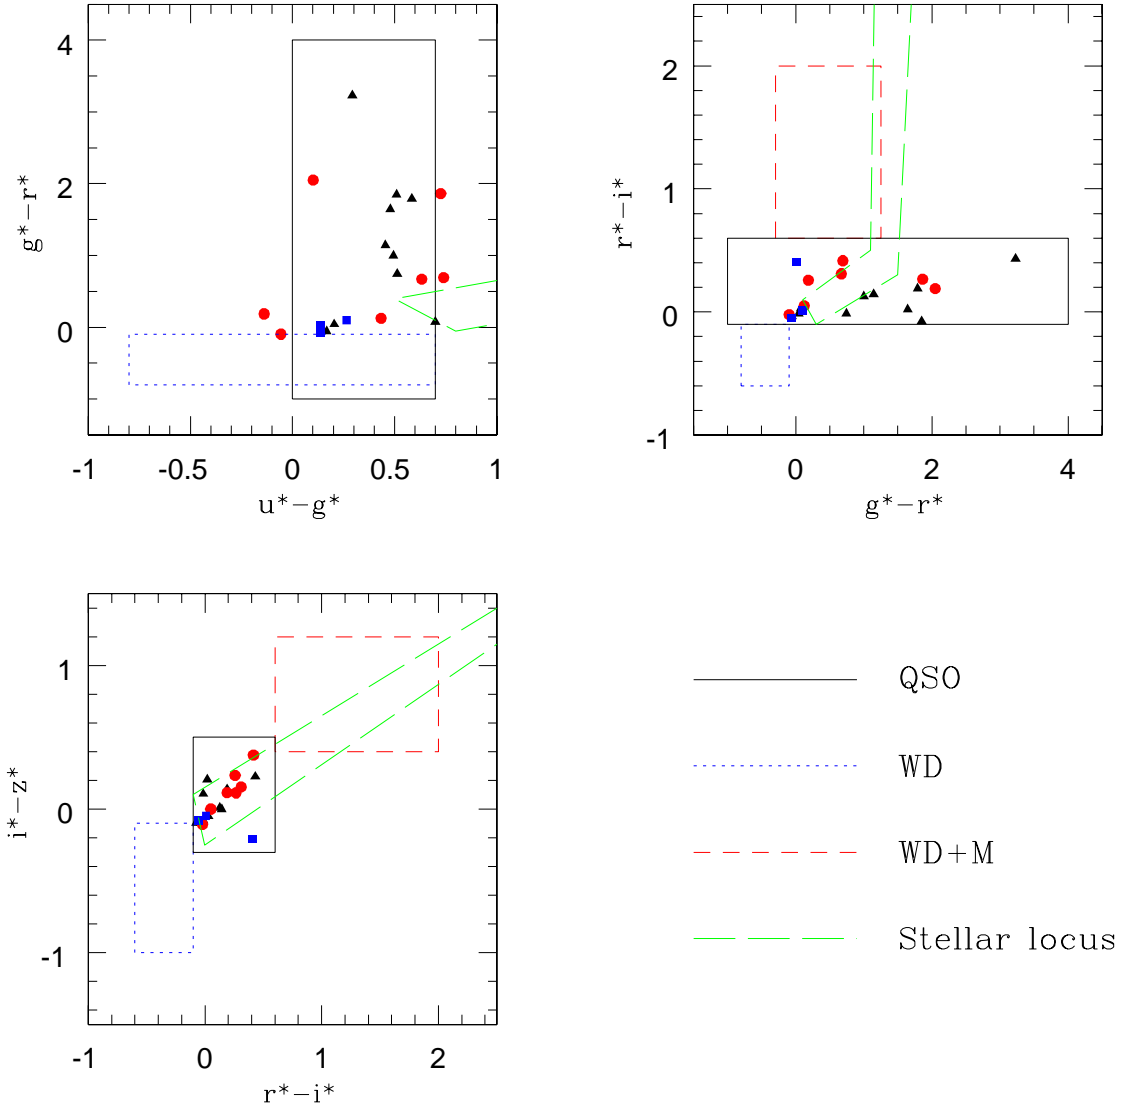 4
2
0
g*−r*
-1 -0.5 0 0.5 1
u*−g*
2
1
0
-1
r*−i*
0 2 4
g*−r*
1
0
-1
i*−z*
-1 0 1 2
r*−i*
QSO
WD
WD+M
Stellar locus